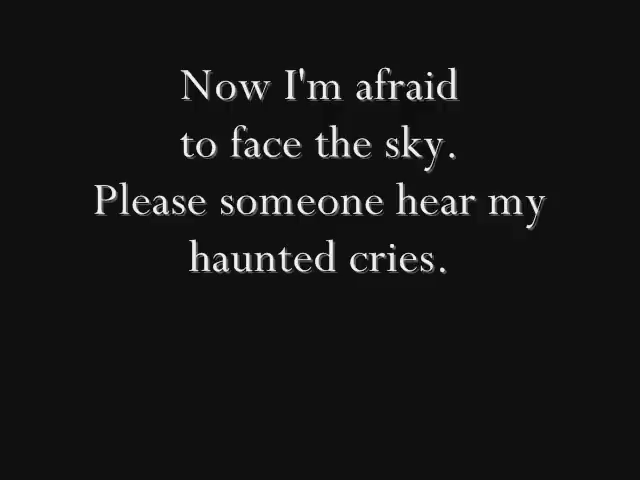 Now I'm afraid
to face the sky.
Please someone hear my
haunted cries.